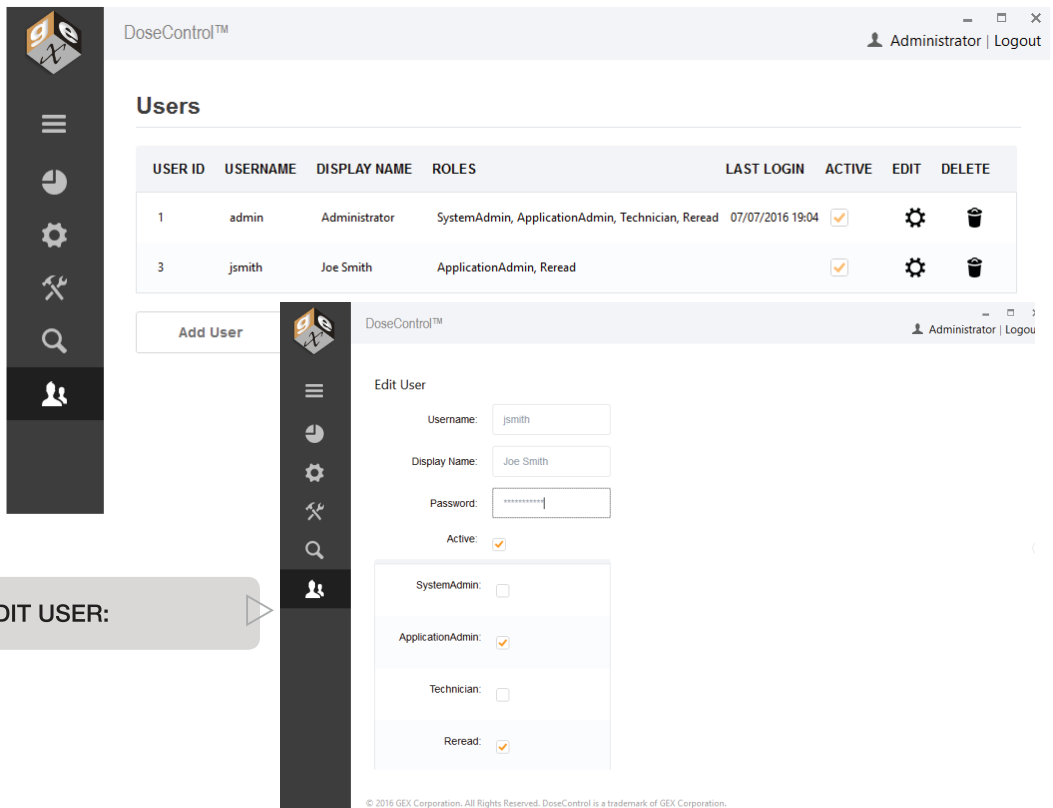 gex
DoseControl™
Administrator | Logout
Users
USER ID USERNAME DISPLAY NAME ROLES LAST LOGIN ACTIVE EDIT DELETE
1 admin Administrator SystemAdmin, ApplicationAdmin, Technician, Reread 07/07/2016 19:04
3 jsmith Joe Smith ApplicationAdmin, Reread
Add User
gex
DoseControl™
Administrator | Logou
Edit User
Username: jsmith
Display Name: Joe Smith
Password: ***********
Active:
SystemAdmin:
ApplicationAdmin:
Technician:
Reread:
DIT USER:
© 2016 GEX Corporation. All Rights Reserved. DoseControl is a trademark of GEX Corporation.